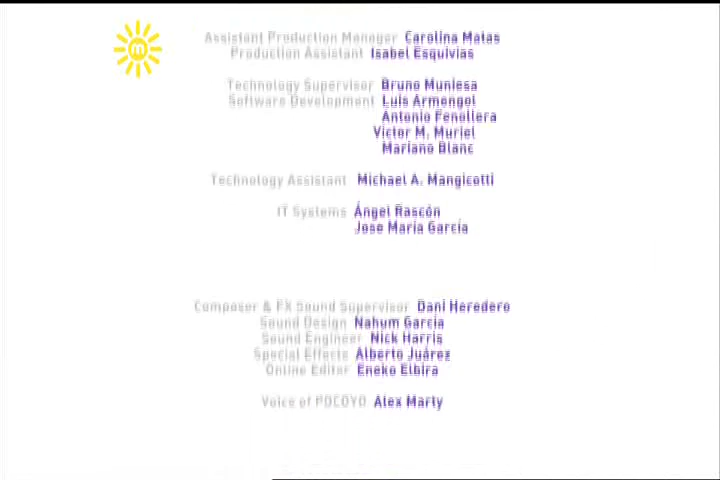 m
Assistant Production Manager Carolina Matas
Production Assistant Isabel Esquivias
Technology Supervisor Bruno Muniesa
Software Development Luis Armengol
Antonio Fenollera
Victor M. Muriel
Mariano Blanc
Technology Assistant Michael A. Mangicotti
IT Systems Ángel Rascón
Jose María García
Composer & FX Sound Supervisor Dani Heredero
Sound Design Nahum García
Sound Engineer Nick Harris
Special Effects Alberto Juárez
Online Editor Eneko Elbira
Voice of POCOYO Alex Marty